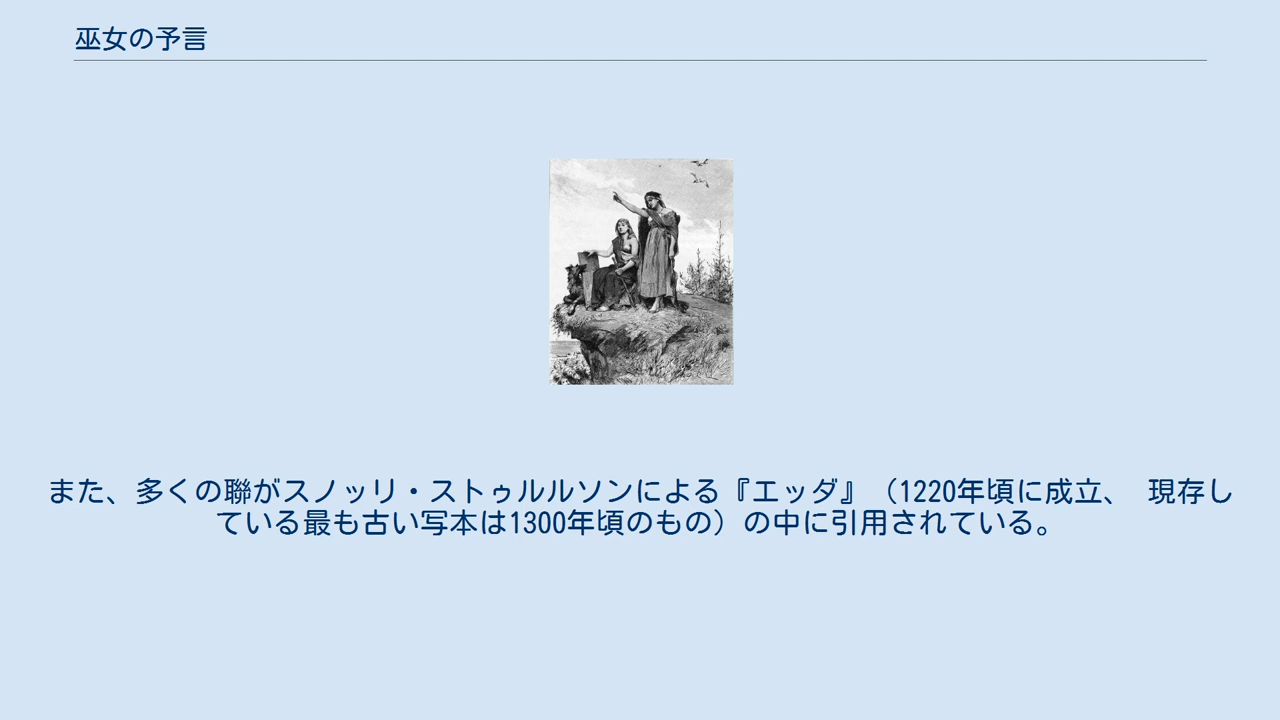 巫女の予言
また、多くの聯がスノッリ・ストゥルルソンによる『エッダ』（1220年頃に成立、 現存し
ている最も古い写本は1300年頃のもの）の中に引用されている。